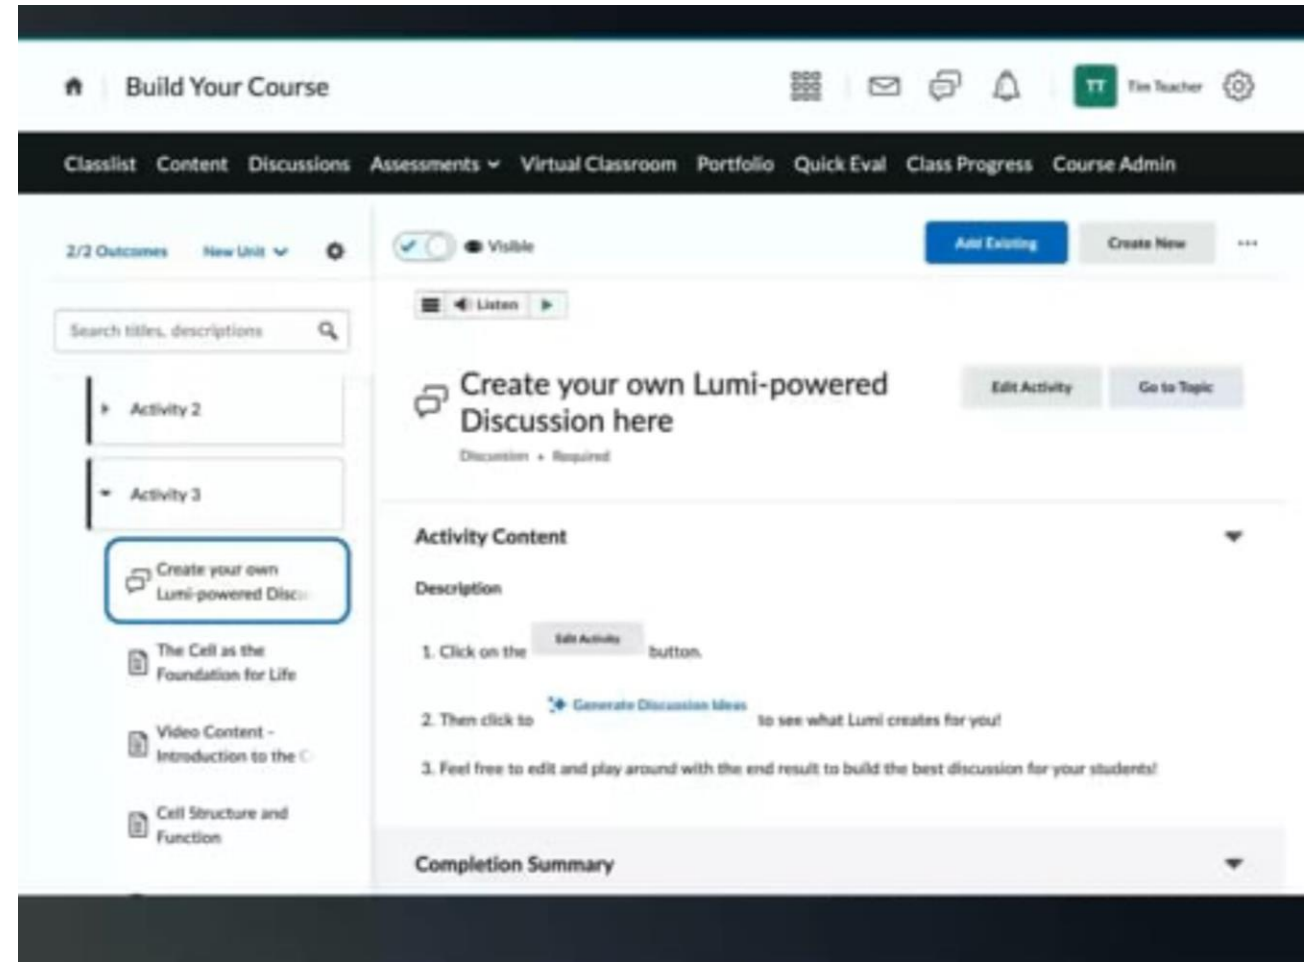 Build Your Course
TT Tim Teacher
Classlist Content Discussions Assessments Virtual Classroom Portfolio Quick Eval Class Progress Course Admin
2/2 Outcomes New Unit
Visible
Add Existing Create New
Listen
Search titles, descriptions
Activity 2
Activity 3
Create your own
Lumi-powered Discu
The Cell as the
Foundation for Life
Video Content -
Introduction to the C
Cell Structure and
Function
Create your own Lumi-powered
Discussion here
Discussion • Required
Edit Activity Go to Topic
Activity Content
Description
1. Click on the Edit Activity button.
2. Then click to Generate Discussion Ideas to see what Lumi creates for you!
3. Feel free to edit and play around with the end result to build the best discussion for your students!
Completion Summary